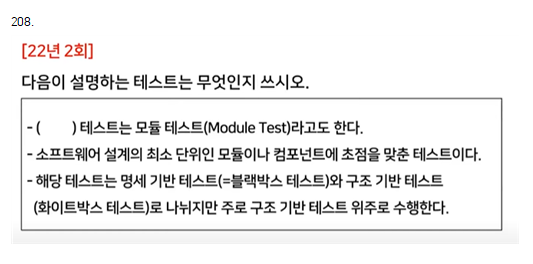 208.
[22년 2회]
다음이 설명하는 테스트는 무엇인지 쓰시오.
- ( ) 테스트는 모듈 테스트(Module Test)라고도 한다.
- 소프트웨어 설계의 최소 단위인 모듈이나 컴포넌트에 초점을 맞춘 테스트이다.
- 해당 테스트는 명세 기반 테스트(=블랙박스 테스트)와 구조 기반 테스트
(화이트박스 테스트)로 나뉘지만 주로 구조 기반 테스트 위주로 수행한다.